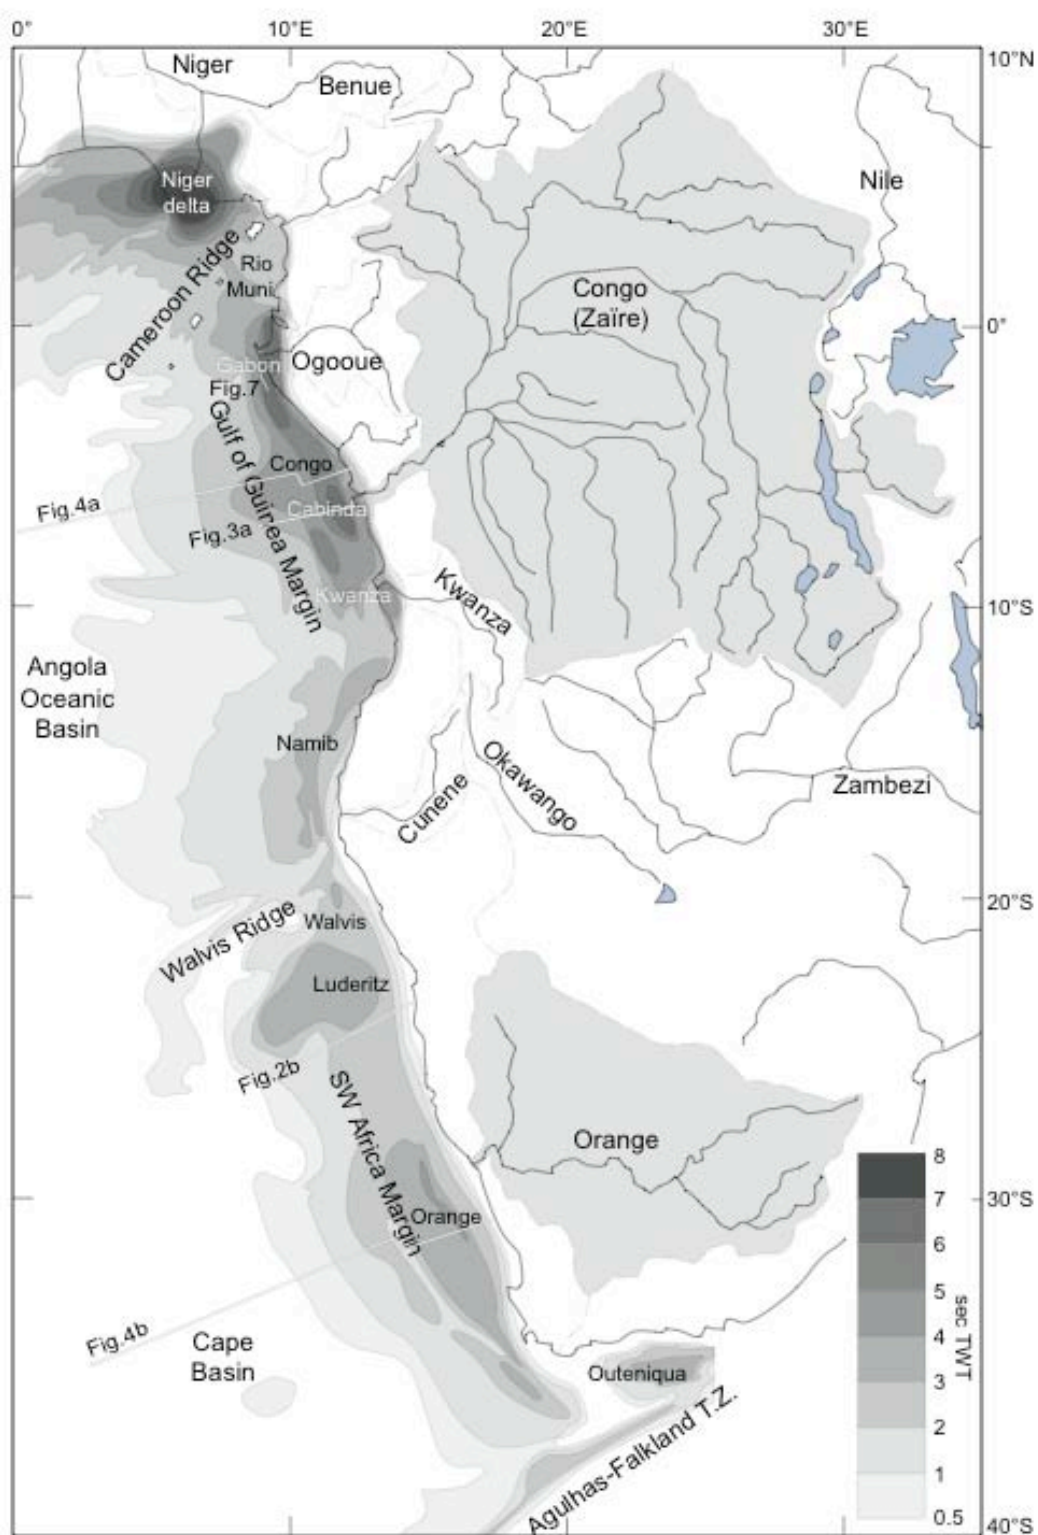 0°
10°E
20°E
30°E
10°N
Niger
Benue
Nile
Niger
delta
Cameroon Ridge
Rio
Muni
Congo
(Zaïre)
0°
Gabon
Ogooue
Fig.7
Gulf of Guinea Margin
Congo
Fig.4a
Cabinda
Fig.3a
Kwanza
Kwanza
10°S
Angola
Oceanic
Basin
Namib
Okawango
Cunene
Zambezi
20°S
Walvis
Walvis Ridge
Luderitz
Fig.2b
SW Africa Margin
Orange
Orange
30°S
8
7
6
5
4
3
2
1
0.5
sec TWT
Fig.4b
Cape
Basin
Outeniqua
Agulhas-Falkland T.Z.
40°S